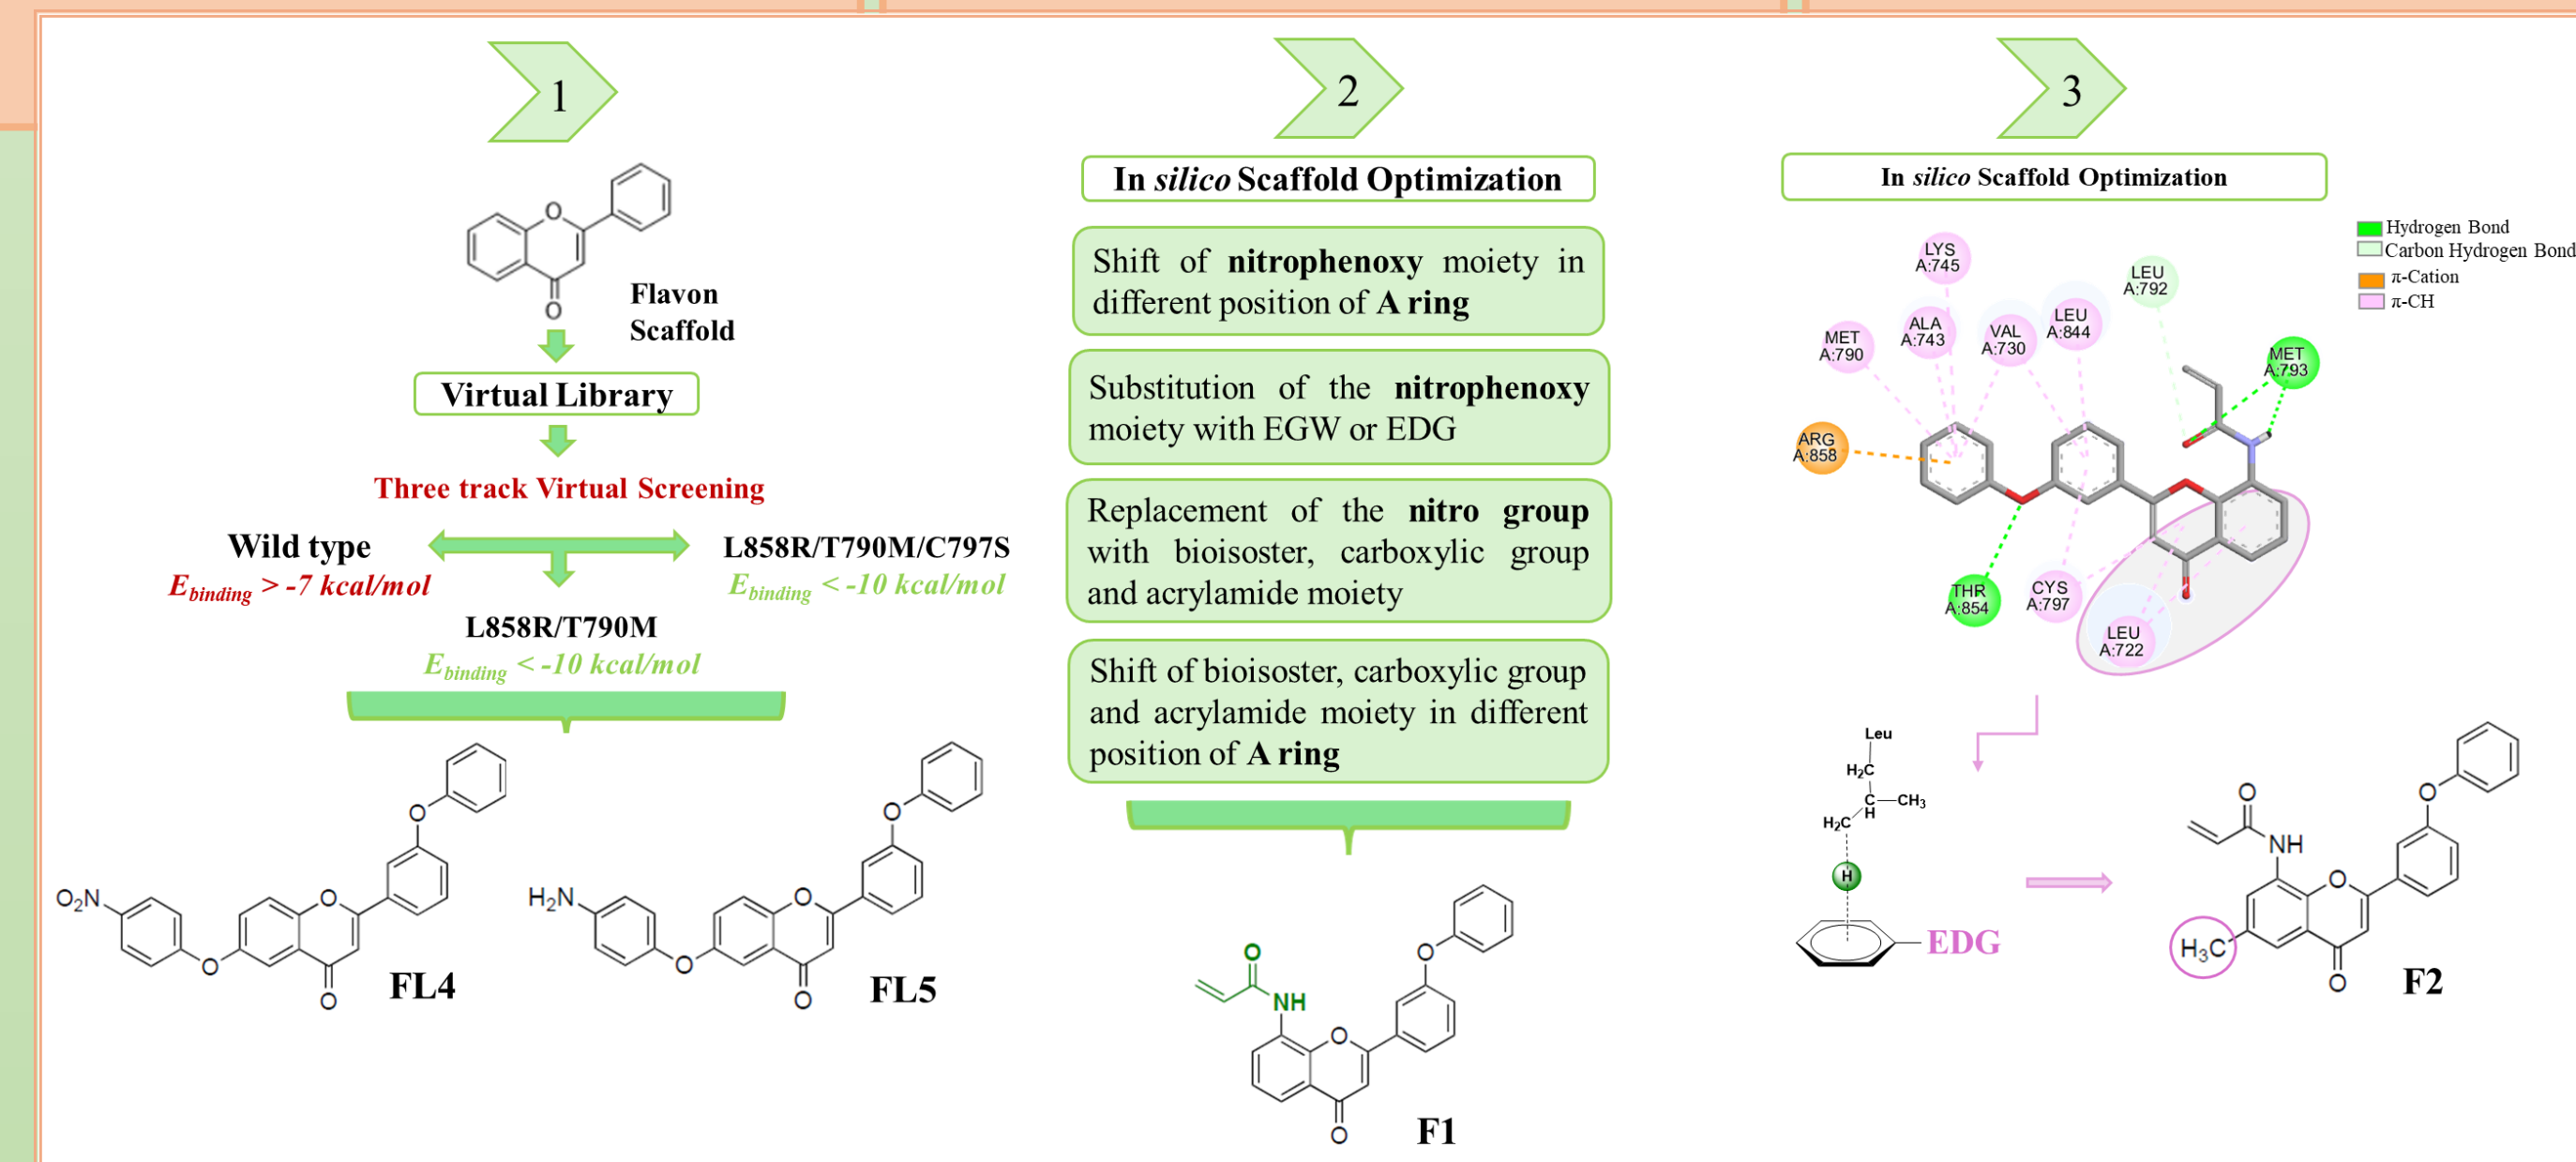 1
O
O
Flavon
Scaffold
Virtual Library
Three track Virtual Screening
Wild type
Ebinding > -7 kcal/mol
L858R/T790M/C797S
Ebinding < -10 kcal/mol
L858R/T790M
Ebinding < -10 kcal/mol
O
O2N
O
O
O
FL4
O
H2N
O
O
O
FL5
2
In silico Scaffold Optimization
Shift of nitrophenoxy moiety in
different position of A ring
Substitution of the nitrophenoxy
moiety with EGW or EDG
Replacement of the nitro group
with bioisoster, carboxylic group
and acrylamide moiety
Shift of bioisoster, carboxylic group
and acrylamide moiety in different
position of A ring
O
O
NH
O
O
F1
3
In silico Scaffold Optimization
Hydrogen Bond
Carbon Hydrogen Bond
π-Cation
π-CH
LYS
A:745
MET
A:790
ALA
A:743
VAL
A:730
LEU
A:844
LEU
A:792
MET
A:793
ARG
A:858
THR
A:854
CYS
A:797
LEU
A:722
Leu
H2C
C
H
CH3
H2C
H
EDG
O
O
NH
O
H3C
O
F2